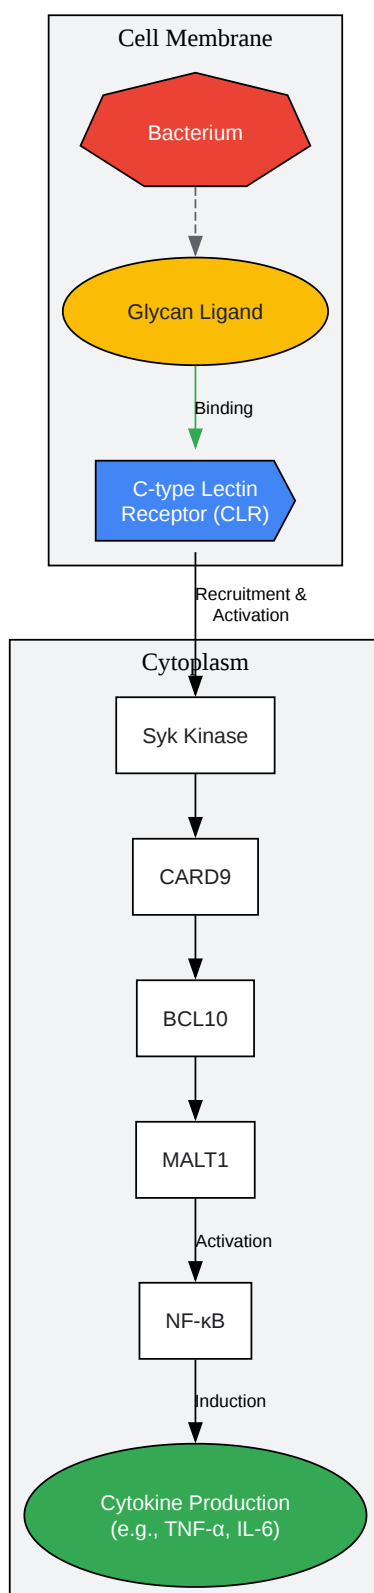 Cell Membrane
Bacterium
Glycan Ligand
Binding
C-type Lectin
Receptor (CLR)
Recruitment &
Activation
Cytoplasm
Syk Kinase
CARD9
BCL10
MALT1
Activation
NF-κB
Induction
Cytokine Production
(e.g., TNF-α, IL-6)